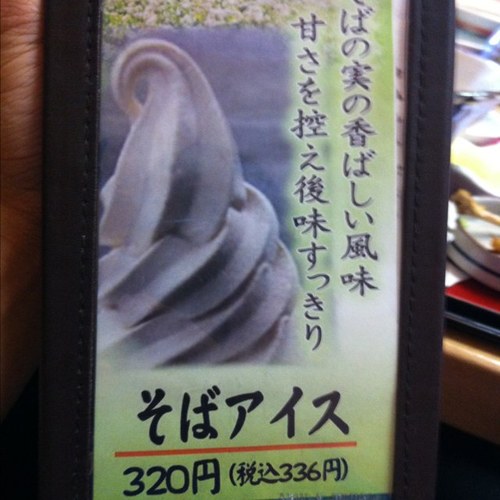 そばの実の香ばしい風味
甘さを控え後味すっきり
そばアイス
320円(税込336円)